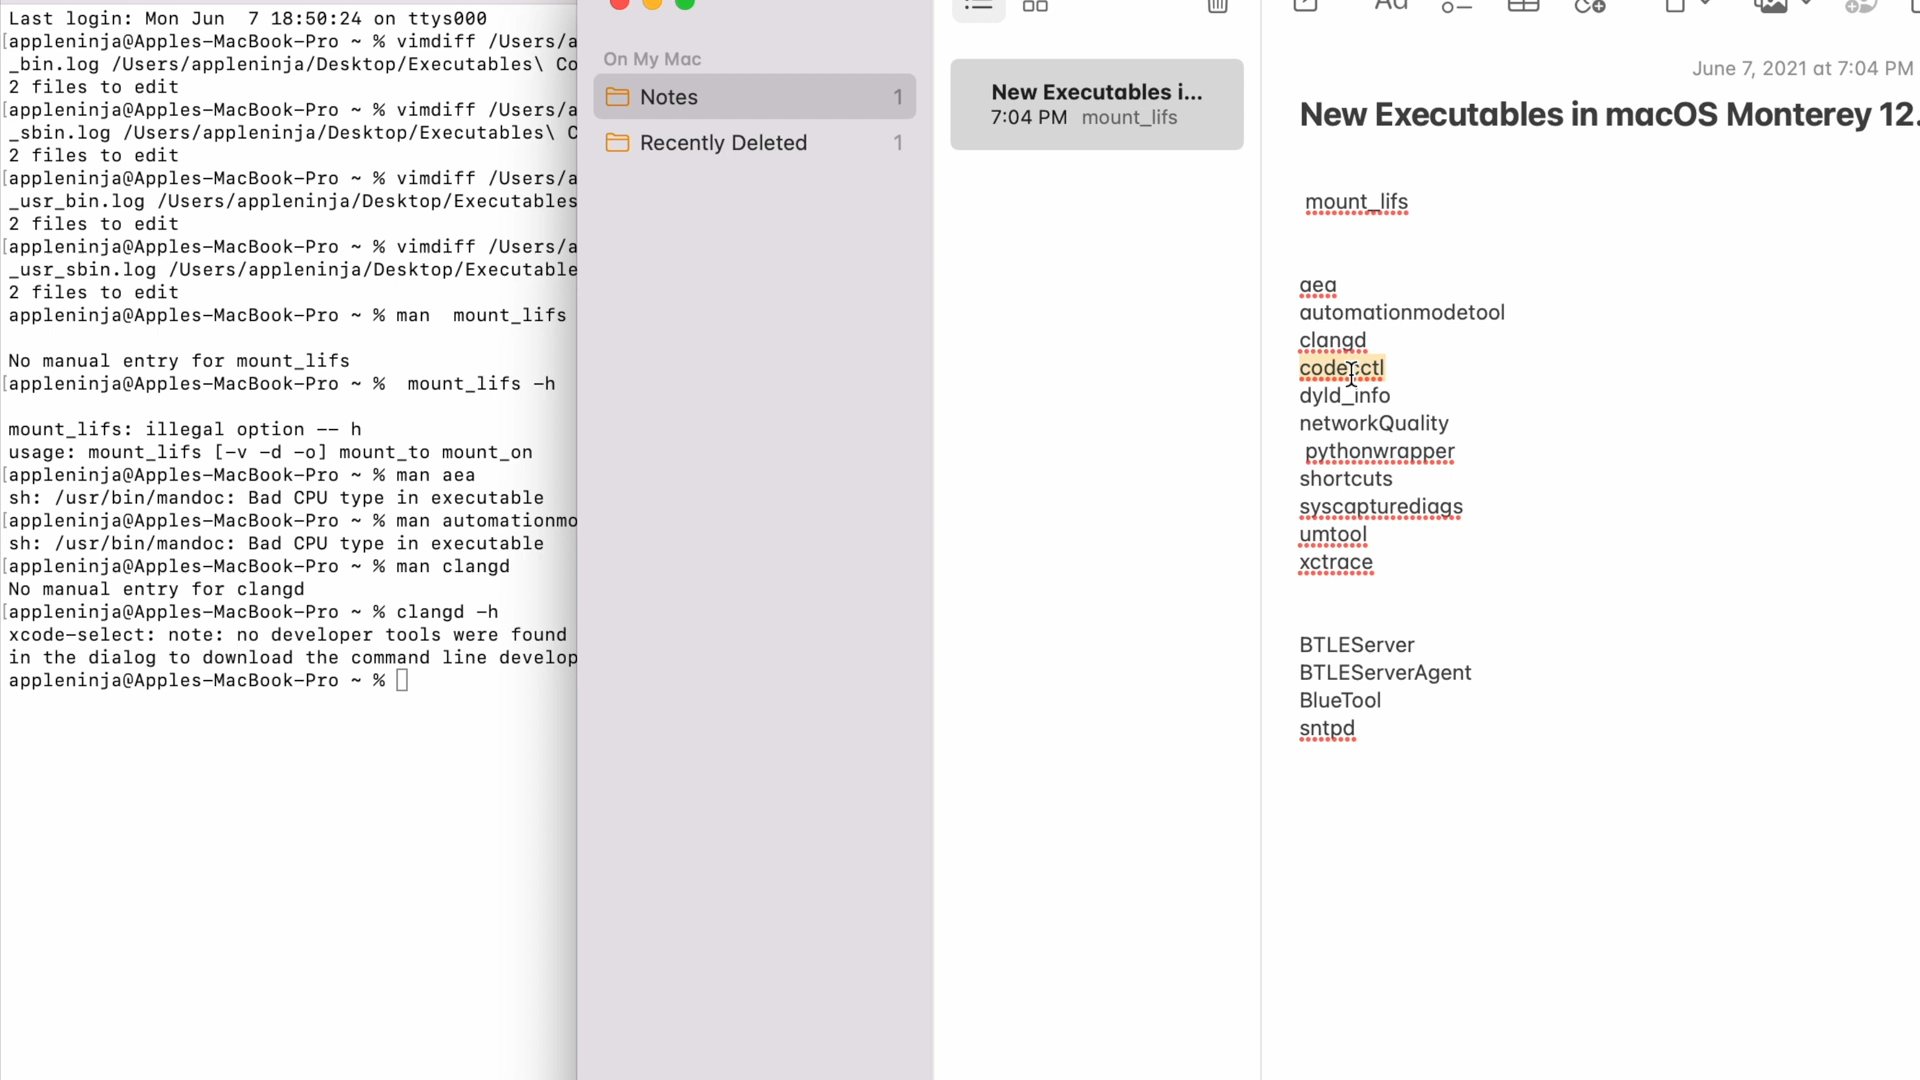 Last login: Mon Jun  7 18:50:24 on ttys000
[appleninja@Apples-MacBook-Pro ~ % vimdiff /Users/a
_bin.log /Users/appleninja/Desktop/Executables\ Co
2 files to edit
[appleninja@Apples-MacBook-Pro ~ % vimdiff /Users/a
_sbin.log /Users/appleninja/Desktop/Executables\ C
2 files to edit
[appleninja@Apples-MacBook-Pro ~ % vimdiff /Users/a
_usr_bin.log /Users/appleninja/Desktop/Executables
2 files to edit
[appleninja@Apples-MacBook-Pro ~ % vimdiff /Users/a
_usr_sbin.log /Users/appleninja/Desktop/Executable
2 files to edit
appleninja@Apples-MacBook-Pro ~ % man  mount_lifs
No manual entry for mount_lifs
[appleninja@Apples-MacBook-Pro ~ %  mount_lifs -h
mount_lifs: illegal option -- h
usage: mount_lifs [-v -d -o] mount_to mount_on
[appleninja@Apples-MacBook-Pro ~ % man aea
sh: /usr/bin/mandoc: Bad CPU type in executable
[appleninja@Apples-MacBook-Pro ~ % man automationmo
sh: /usr/bin/mandoc: Bad CPU type in executable
[appleninja@Apples-MacBook-Pro ~ % man clangd
No manual entry for clangd
[appleninja@Apples-MacBook-Pro ~ % clangd -h
xcode-select: note: no developer tools were found
in the dialog to download the command line develop
appleninja@Apples-MacBook-Pro ~ %
On My Mac
Notes 1
Recently Deleted 1
New Executables i...
7:04 PM mount_lifs
Aa
June 7, 2021 at 7:04 PM
New Executables in macOS Monterey 12.
mount_lifs
aea
automationmodetool
clangd
codecctl
dyld_info
networkQuality
pythonwrapper
shortcuts
syscapturediags
umtool
xctrace
BTLEServer
BTLEServerAgent
BlueTool
sntpd